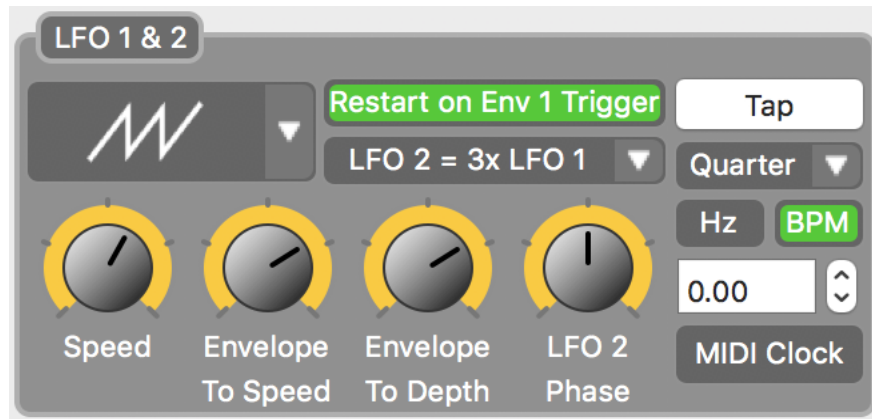 LFO 1 & 2
Restart on Env 1 Trigger
Tap
LFO 2 = 3x LFO 1
Quarter
Hz
BPM
0.00
MIDI Clock
Speed
Envelope
To Speed
Envelope
To Depth
LFO 2
Phase